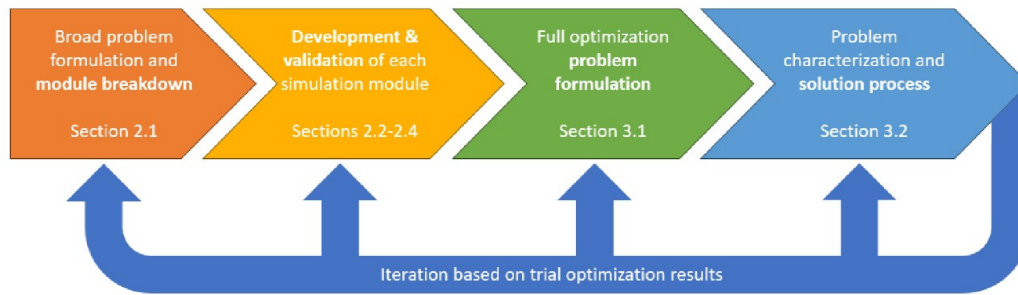 Broad problem
formulation and
module breakdown
Section 2.1
Development &
validation of each
simulation module
Sections 2.2-2.4
Full optimization
problem
formulation
Section 3.1
Problem
characterization and
solution process
Section 3.2
Iteration based on trial optimization results